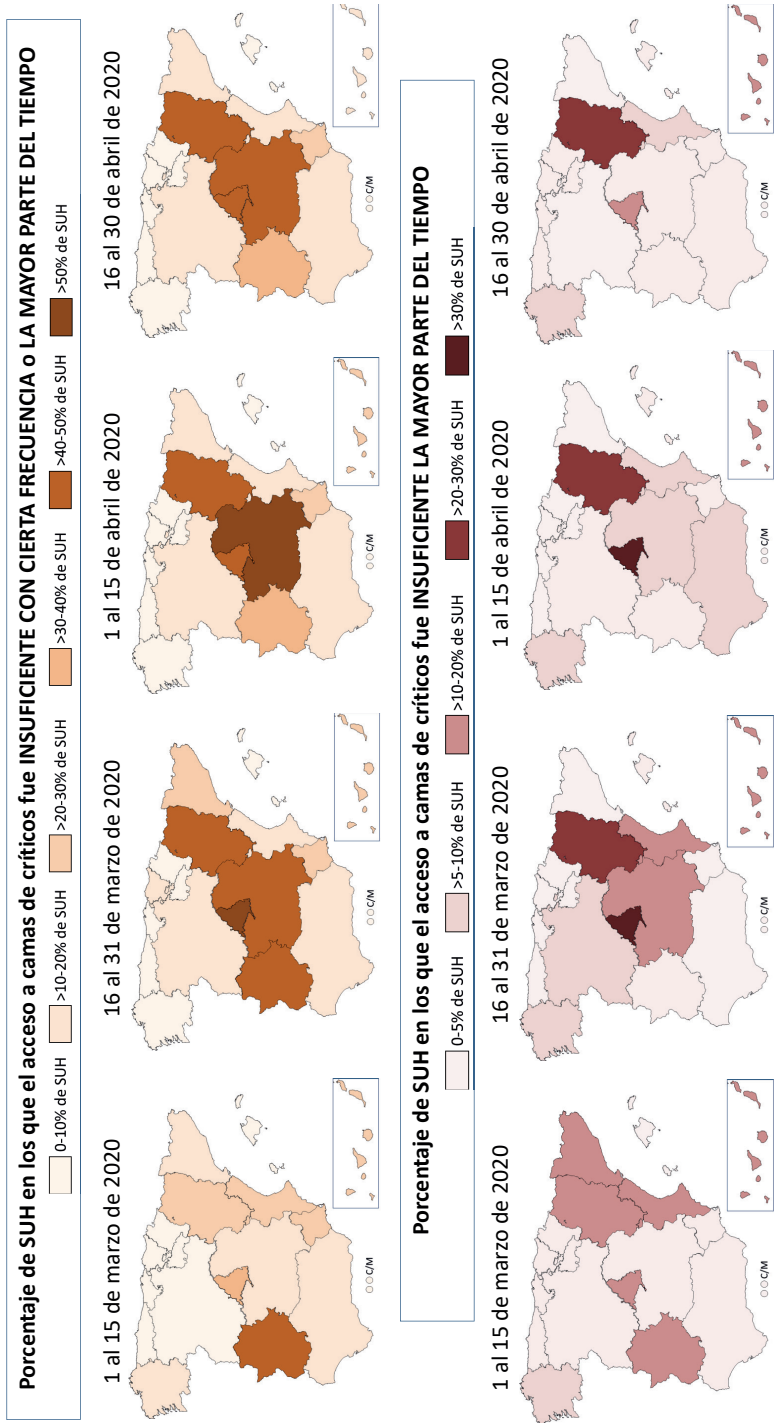 Porcentaje de SUH en los que el acceso a camas de críticos fue INSUFICIENTE CON CIERTA FRECUENCIA o LA MAYOR PARTE DEL TIEMPO
0-10% de SUH >10-20% de SUH >20-30% de SUH >30-40% de SUH >40-50% de SUH >50% de SUH
1 al 15 de marzo de 2020 16 al 31 de marzo de 2020 1 al 15 de abril de 2020 16 al 30 de abril de 2020
C/M C/M C/M C/M
Porcentaje de SUH en los que el acceso a camas de críticos fue INSUFICIENTE LA MAYOR PARTE DEL TIEMPO
0-5% de SUH >5-10% de SUH >10-20% de SUH >20-30% de SUH >30% de SUH
1 al 15 de marzo de 2020 16 al 31 de marzo de 2020 1 al 15 de abril de 2020 16 al 30 de abril de 2020
C/M C/M C/M C/M